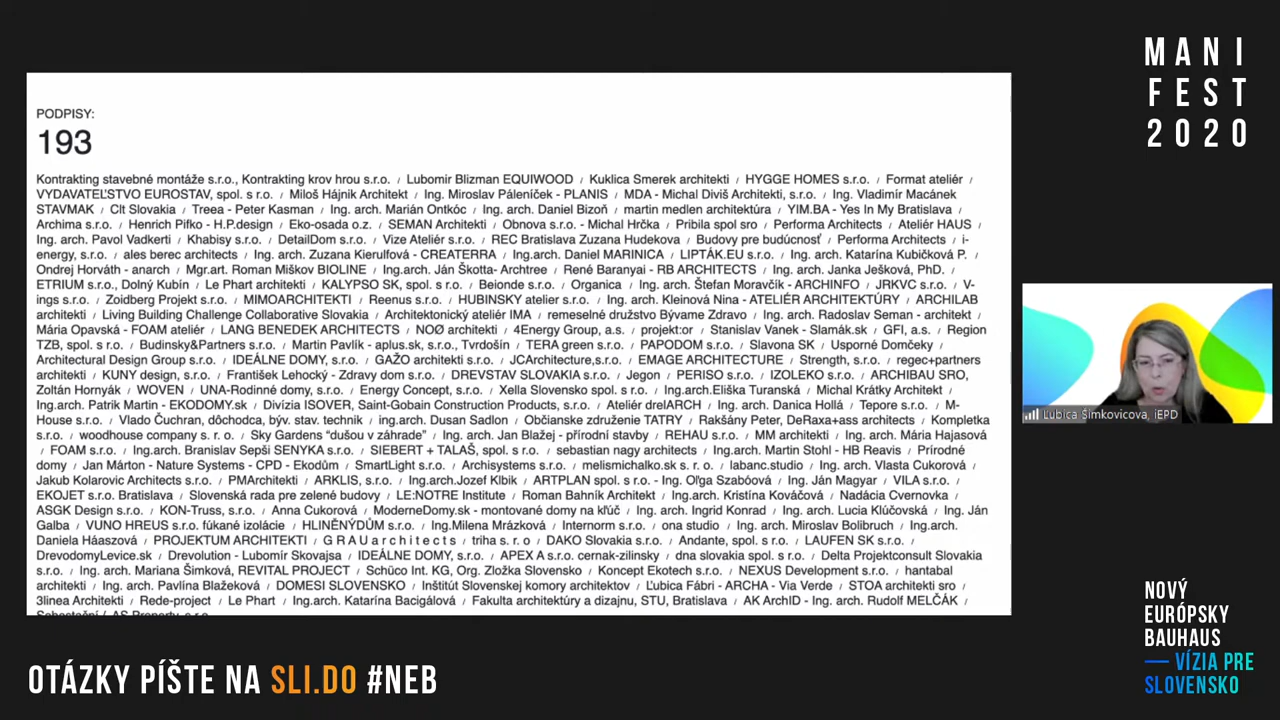 MANI
FEST
2020
PODPISY:
193
Kontrakting stavebné montáže s.r.o., Kontrakting krov hrou s.r.o. / Lubomir Blizman EQUIWOOD / Kuklica Smerek architekti / HYGGE HOMES s.r.o. / Format ateliér /
VYDAVATEĽSTVO EUROSTAV, spol. s r.o. / Miloš Hájnik Architekt / Ing. Miroslav Páleníček - PLANIS / MDA - Michal Diviš Architekti, s.r.o. / Ing. Vladimír Macánek
STAVMAK / Clt Slovakia / Treea - Peter Kasman / Ing. arch. Marián Ontkóc / Ing. arch. Daniel Bizoň / martin medlen architektúra / YIM.BA - Yes In My Bratislava /
Archima s.r.o. / Henrich Pifko - H.P.design / Eko-osada o.z. / SEMAN Architekti / Obnova s.r.o. - Michal Hrčka / Pribila spol sro / Performa Architects / Ateliér HAUS /
Ing. arch. Pavol Vadkerti / Khabisy s.r.o. / DetailDom s.r.o. / Vize Ateliér s.r.o. / REC Bratislava Zuzana Hudekova / Budovy pre budúcnosť / Performa Architects / i-
energy, s.r.o. / ales berec architects / Ing. arch. Zuzana Kierulfová - CREATERRA / Ing.arch. Daniel MARINICA / LIPTÁK.EU s.r.o. / Ing. arch. Katarína Kubičková P. /
Ondrej Horváth - anarch / Mgr.art. Roman Miškov BIOLINE / Ing.arch. Ján Škotta- Archtree / René Baranyai - RB ARCHITECTS / Ing. arch. Janka Ješková, PhD. /
ETRIUM s.r.o., Dolný Kubín / Le Phart architekti / KALYPSO SK, spol. s r.o. / Beionde s.r.o. / Organica / Ing. arch. Štefan Moravčík - ARCHINFO / JRKVC s.r.o. / V-
ings s.r.o. / Zoidberg Projekt s.r.o. / MIMOARCHITEKTI / Reenus s.r.o. / HUBINSKY atelier s.r.o. / Ing. arch. Kleinová Nina - ATELIÉR ARCHITEKTÚRY / ARCHILAB
architekti / Living Building Challenge Collaborative Slovakia / Architektonický ateliér IMA / remeselné družstvo Bývame Zdravo / Ing. arch. Radoslav Seman - architekt /
Mária Opavská - FOAM ateliér / LANG BENEDEK ARCHITECTS / NOØ architekti / 4Energy Group, a.s. / projekt:or / Stanislav Vanek - Slamák.sk / GFI, a.s. / Region
TZB, spol. s r.o. / Budinsky&Partners s.r.o. / Martin Pavlík - aplus.sk, s.r.o., Tvrdošín / TERA green s.r.o. / PAPODOM s.r.o. / Slavona SK / Usporné Domčeky /
Architectural Design Group s.r.o. / IDEÁLNE DOMY, s.r.o. / GAŽO architekti s.r.o. / JCArchitecture,s.r.o. / EMAGE ARCHITECTURE / Strength, s.r.o. / regec+partners
architekti / KUNY design, s.r.o. / František Lehocký - Zdravy dom s.r.o. / DREVSTAV SLOVAKIA s.r.o. / Jegon / PERISO s.r.o. / IZOLEKO s.r.o. / ARCHIBAU SRO,
Zoltán Hornyák / WOVEN / UNA-Rodinné domy, s.r.o. / Energy Concept, s.r.o. / Xella Slovensko spol. s r.o. / Ing.arch.Eliška Turanská / Michal Krátky Architekt /
Ing.arch. Patrik Martin - EKODOMY.sk / Divízia ISOVER, Saint-Gobain Construction Products, s.r.o. / Ateliér drelARCH / Ing. arch. Danica Hollá / Tepore s.r.o. / M-
House s.r.o. / Vlado Čuchran, dôchodca, býv. stav. technik / ing.arch. Dusan Sadlon / Občianske združenie TATRY / Rakšány Peter, DeRaxa+ass architects / Kompletka
s.r.o. / woodhouse company s. r. o. / Sky Gardens "dušou v záhrade" / Ing. arch. Jan Blažej - přírodní stavby / REHAU s.r.o. / MM architekti / Ing. arch. Mária Hajasová
/ FOAM s.r.o. / Ing.arch. Branislav Sepši SENYKA s.r.o. / SIEBERT + TALAŠ, spol. s r.o. / sebastian nagy architects / Ing.arch. Martin Stohl - HB Reavis / Prírodné
domy / Jan Márton - Nature Systems - CPD - Ekodům / SmartLight s.r.o. / Archisystems s.r.o. / melismichalko.sk s. r. o. / labanc.studio / Ing. arch. Vlasta Cukorová /
Jakub Kolarovic Architects s.r.o. / PMArchitekti / ARKLIS, s.r.o. / Ing.arch.Jozef Klbik / ARTPLAN spol. s r.o. - Ing. Oľga Szabóová / Ing. Ján Magyar / VILA s.r.o. /
EKOJET s.r.o. Bratislava / Slovenská rada pre zelené budovy / LE:NOTRE Institute / Roman Bahník Architekt / Ing.arch. Kristína Kováčová / Nadácia Cvernovka /
ASGK Design s.r.o. / KON-Truss, s.r.o. / Anna Cukorová / ModerneDomy.sk - montované domy na kľúč / Ing. arch. Ingrid Konrad / Ing. arch. Lucia Kľúčovská / Ing. Ján
Galba / VUNO HREUS s.r.o. fúkané izolácie / HLINĚNÝDŮM s.r.o. / Ing.Milena Mrázková / Internorm s.r.o. / ona studio / Ing. arch. Miroslav Bolibruch / Ing.arch.
Daniela Háaszová / PROJEKTUM ARCHITEKTI / G R A U a r c h i t e c t s / triha s. r. o / DAKO Slovakia s.r.o. / Andante, spol. s r.o. / LAUFEN SK s.r.o. /
DrevodomyLevice.sk / Drevolution - Lubomír Skovajsa / IDEÁLNE DOMY, s.r.o. / APEX A s.r.o. cernak-zilinsky / dna slovakia spol. s r.o. / Delta Projektconsult Slovakia
s.r.o. / Ing. arch. Mariana Šimková, REVITAL PROJECT / Schüco Int. KG, Org. Zložka Slovensko / Koncept Ekotech s.r.o. / NEXUS Development s.r.o. / hantabal
architekti / Ing. arch. Pavlína Blažeková / DOMESI SLOVENSKO / Inštitút Slovenskej komory architektov / Ľubica Fábri - ARCHA - Via Verde / STOA architekti sro /
3linea Architekti / Rede-project / Le Phart / Ing.arch. Katarína Bacigálová / Fakulta architektúry a dizajnu, STU, Bratislava / AK ArchID - Ing. arch. Rudolf MELČÁK /
Lubica Šimkovicova, iEPD
NOVÝ
EURÓPSKY
BAUHAUS
— VÍZIA PRE
SLOVENSKO
OTÁZKY PÍŠTE NA SLI.DO #NEB